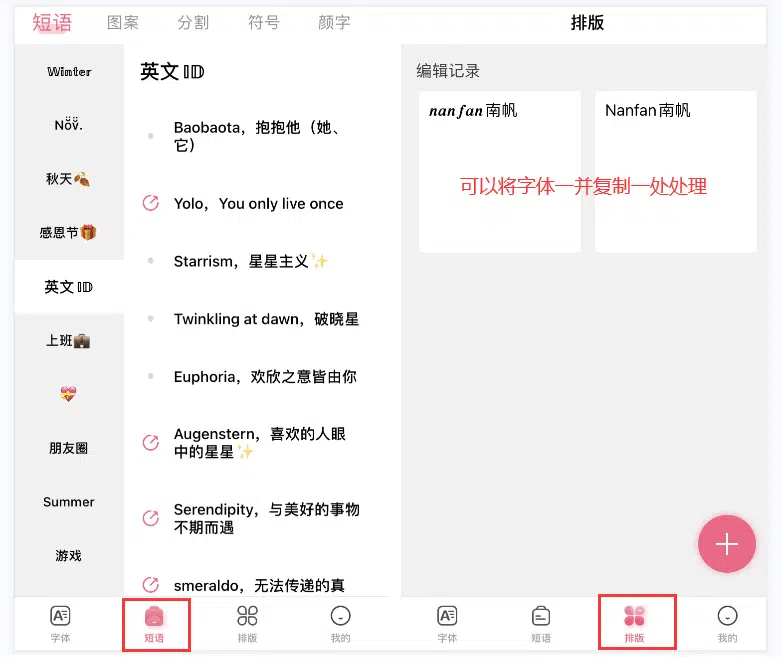 短语 图案 分割 符号 颜字
𝕎𝕚𝕟𝕥𝕖𝕣
Növ̈.
秋天🍂
感恩节🎁
英文 𝕀𝔻
上班💼
💝
朋友圈
Summer
游戏
英文 𝕀𝔻
Baobaota，抱抱他（她、
它）
Yolo，You only live once
Starrism，星星主义✨
Twinkling at dawn，破晓星
Euphoria，欢欣之意皆由你
Augenstern，喜欢的人眼
中的星星✨
Serendipity，与美好的事物
不期而遇
smeraldo，无法传递的真
字体 短语 排版 我的
排版
编辑记录
𝒏𝒂𝒏𝒇𝒂𝒏南帆
Nanfan南帆
可以将字体一并复制一处处理
字体 短语 排版 我的